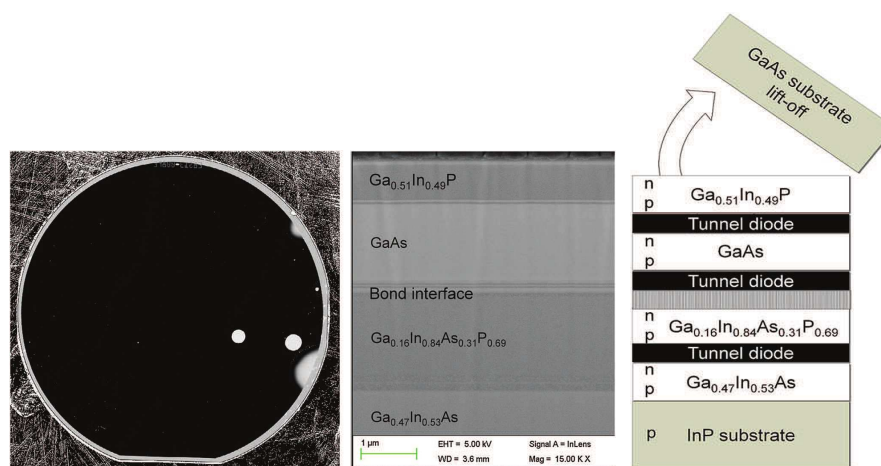 Ga0.51In0.49P
GaAs
Bond interface
Ga0.16In0.84As0.31P0.69
Ga0.47In0.53As
1 µm
EHT = 5.00 kV
Signal A = InLens
WD = 3.6 mm
Mag = 15.00 K X
GaAs substrate
lift-off
n
p
Ga0.51In0.49P
Tunnel diode
n
p
GaAs
Tunnel diode
n
p
Ga0.16In0.84As0.31P0.69
Tunnel diode
n
p
Ga0.47In0.53As
p
InP substrate